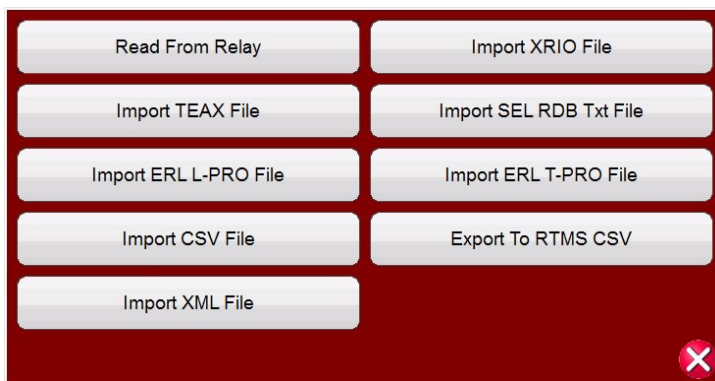 Read From Relay
Import XRIO File
Import TEAX File
Import SEL RDB Txt File
Import ERL L-PRO File
Import ERL T-PRO File
Import CSV File
Export To RTMS CSV
Import XML File